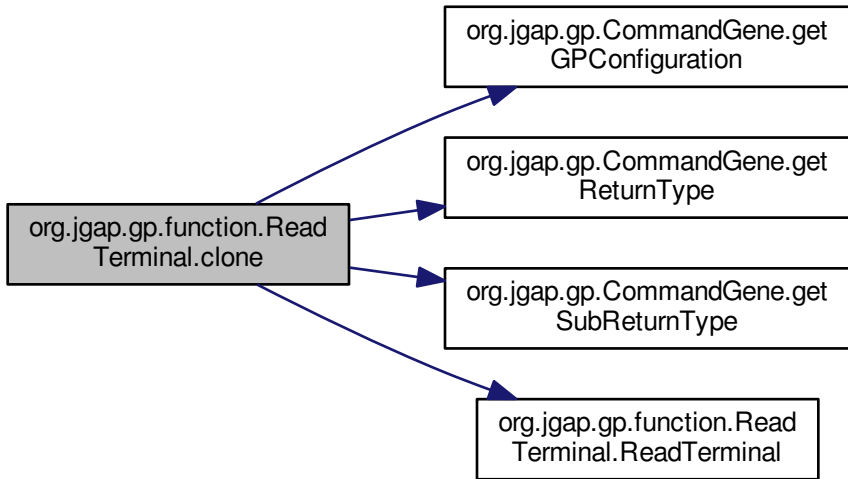 org.jgap.gp.CommandGene.get
GPConfiguration
org.jgap.gp.CommandGene.get
ReturnType
org.jgap.gp.function.Read
Terminal.clone
org.jgap.gp.CommandGene.get
SubReturnType
org.jgap.gp.function.Read
Terminal.ReadTerminal